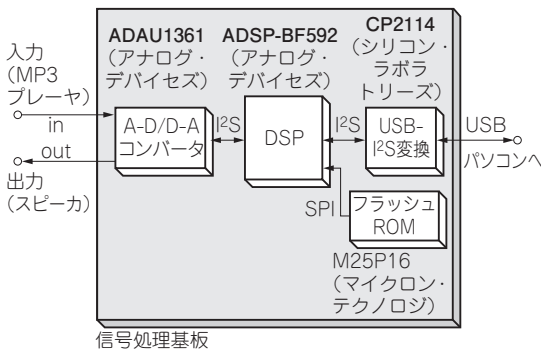 ADAU1361
(アナログ・
デバイセズ)
ADSP-BF592
(アナログ・
デバイセズ)
CP2114
(シリコン・
ラボラ
トリーズ)
入力
(MP3
プレーヤ)
in
out
出力
(スピーカ)
A-D/D-A
コンバータ
I²S
DSP
I²S
USB-
I²S変換
USB
パソコンへ
SPI
フラッシュ
ROM
M25P16
(マイクロン・
テクノロジ)
信号処理基板